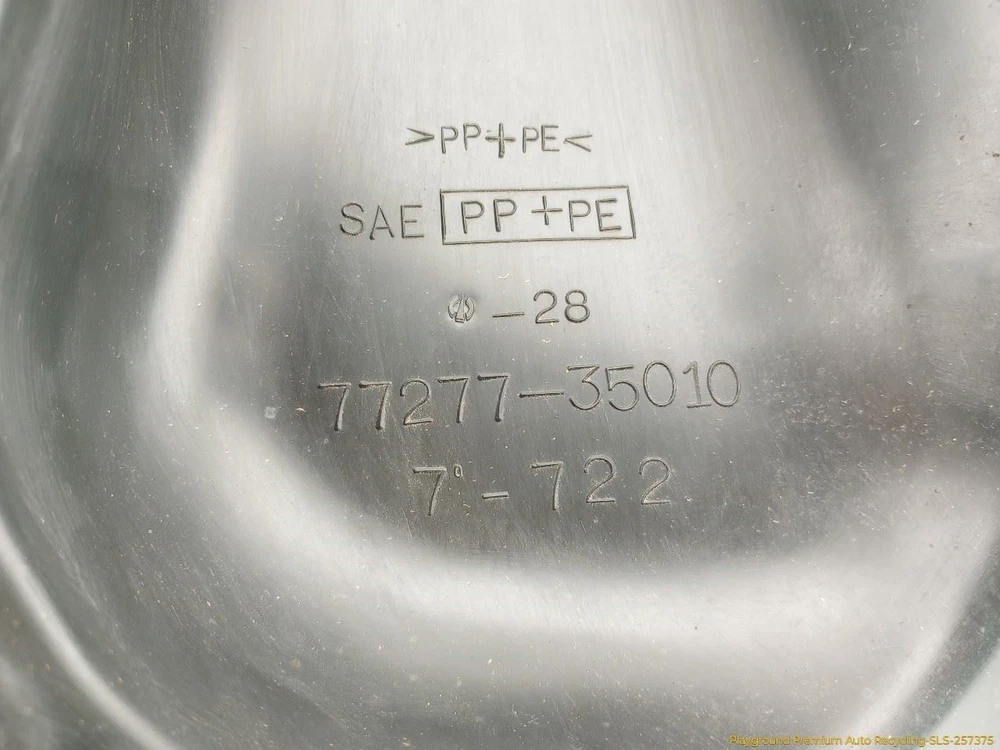 >PP+PE<
SAE PP+PE
-28
77277-35010
7°-722
Playground Premium Auto Recycling-SLS-257375